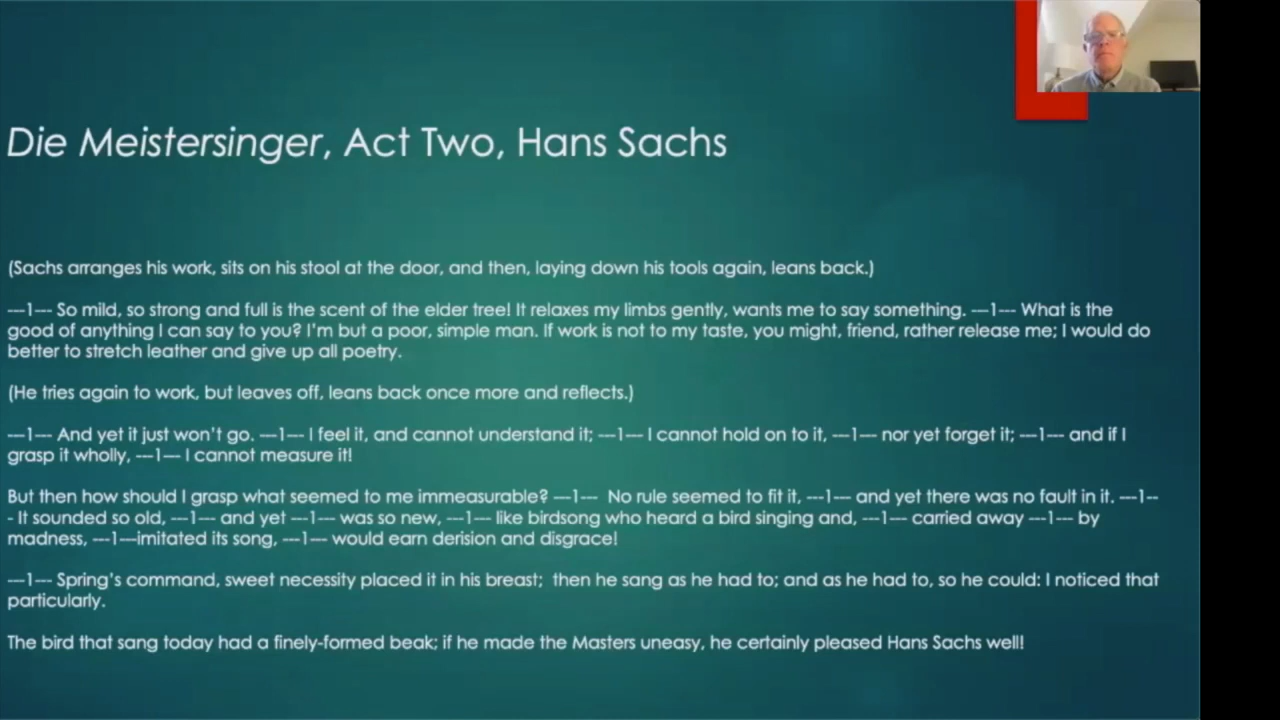 Die Meistersinger, Act Two, Hans Sachs
(Sachs arranges his work, sits on his stool at the door, and then, laying down his tools again, leans back.)
---1--- So mild, so strong and full is the scent of the elder tree! It relaxes my limbs gently, wants me to say something. ---1--- What is the
good of anything I can say to you? I'm but a poor, simple man. If work is not to my taste, you might, friend, rather release me; I would do
better to stretch leather and give up all poetry.
(He tries again to work, but leaves off, leans back once more and reflects.)
---1--- And yet it just won't go. ---1--- I feel it, and cannot understand it; ---1--- I cannot hold on to it, ---1--- nor yet forget it; ---1--- and if I
grasp it wholly, ---1--- I cannot measure it!
But then how should I grasp what seemed to me immeasurable? ---1--- No rule seemed to fit it, ---1--- and yet there was no fault in it. ---1--
- It sounded so old, ---1--- and yet ---1--- was so new, ---1--- like birdsong who heard a bird singing and, ---1--- carried away ---1--- by
madness, ---1---imitated its song, ---1--- would earn derision and disgrace!
---1--- Spring's command, sweet necessity placed it in his breast; then he sang as he had to; and as he had to, so he could: I noticed that
particularly.
The bird that sang today had a finely-formed beak; if he made the Masters uneasy, he certainly pleased Hans Sachs well!